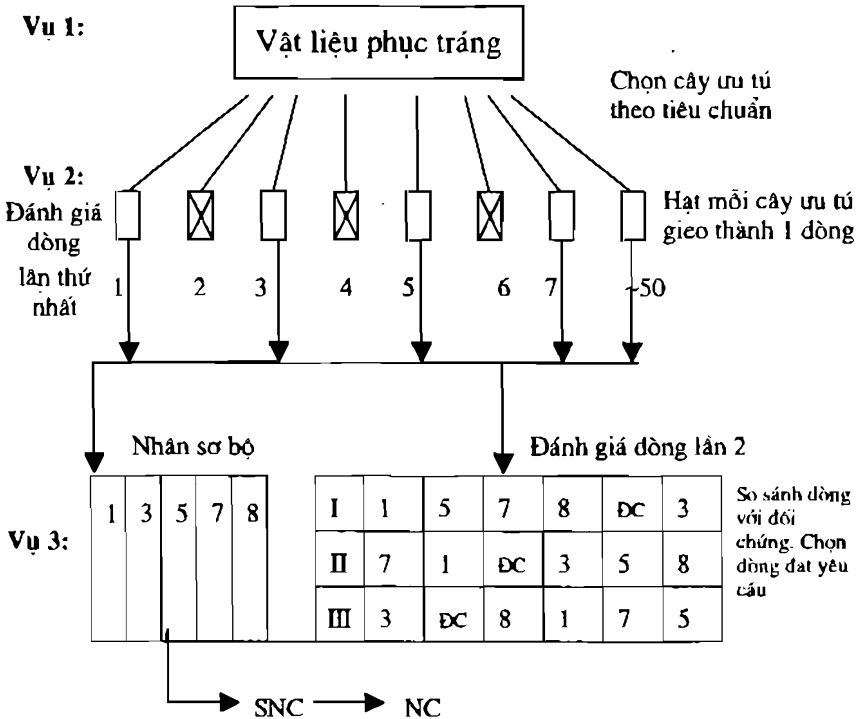 Vụ 1:
Vật liệu phục tráng
Chọn cây ưu tú
theo tiêu chuẩn
Vụ 2:
Đánh giá
dòng
lần thứ
nhất
Hạt mỗi cây ưu tú
gieo thành 1 dòng
1 2 3 4 5 6 7 ~50
Nhân sơ bộ
Đánh giá dòng lần 2
Vụ 3:
1 3 5 7 8
I 1 5 7 8 ĐC 3
II 7 1 ĐC 3 5 8
III 3 ĐC 8 1 7 5
So sánh dòng
với đối
chứng. Chọn
dòng đạt yêu
cầu
SNC NC